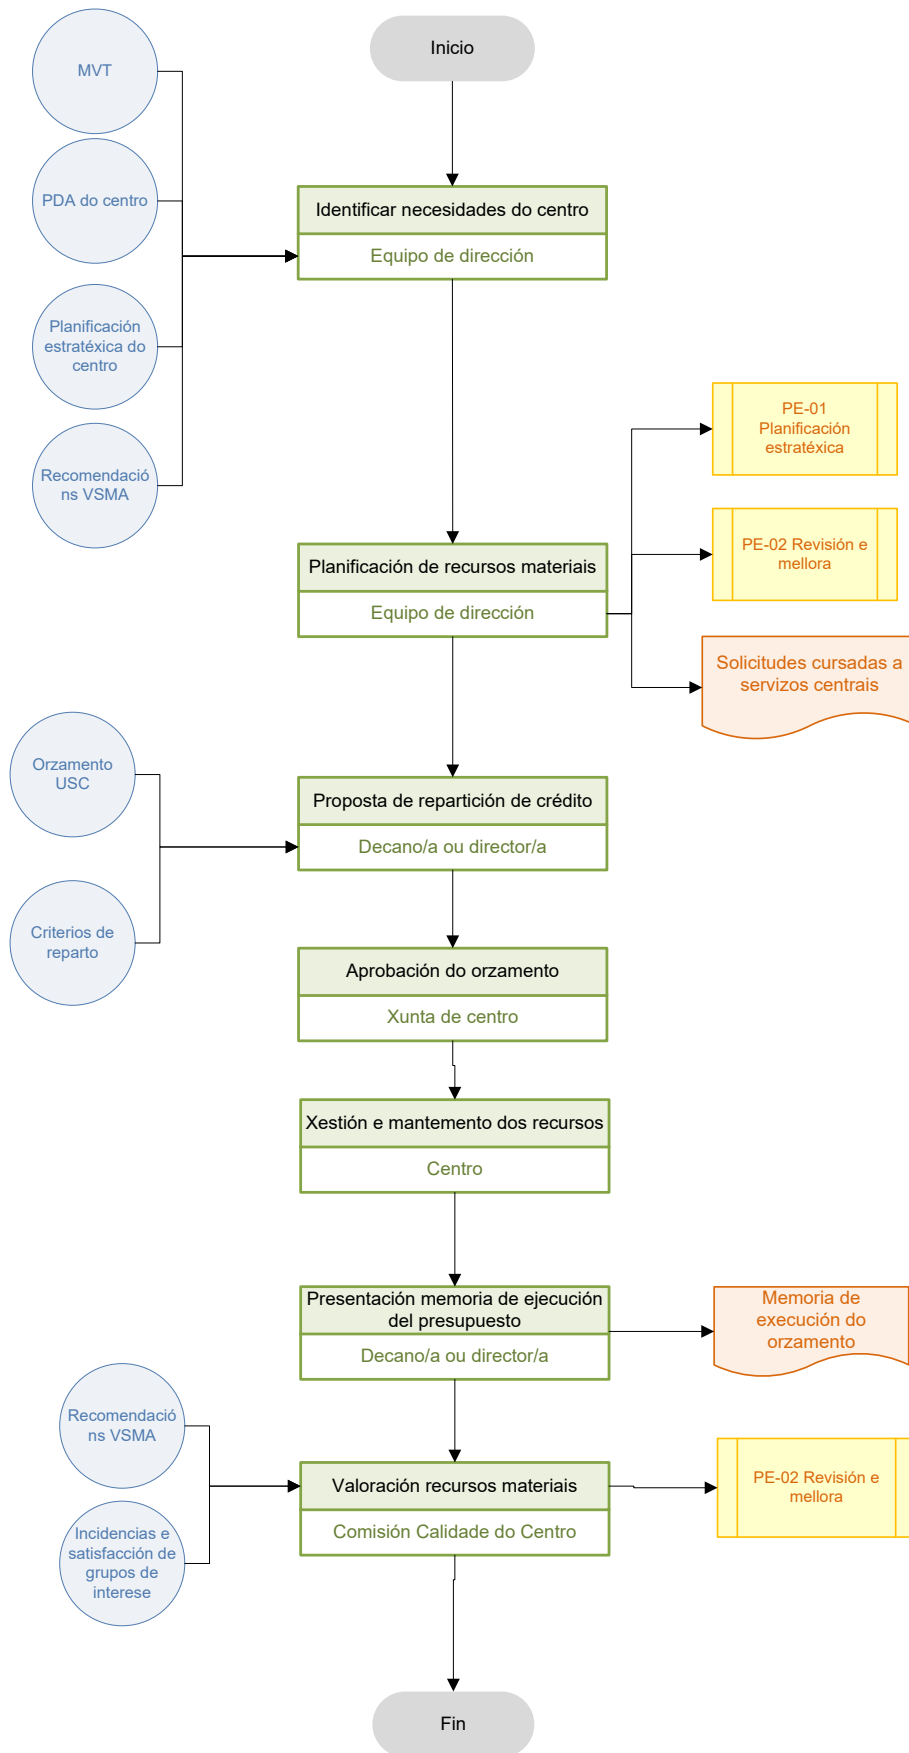 Inicio
MVT
PDA do centro
Identificar necesidades do centro
Equipo de dirección
Planificación
estratéxica do
centro
Recomendació
ns VSMA
PE-01
Planificación
estratéxica
PE-02 Revisión e
mellora
Planificación de recursos materiais
Equipo de dirección
Solicitudes cursadas a
servizos centrais
Orzamento
USC
Proposta de repartición de crédito
Decano/a ou director/a
Criterios de
reparto
Aprobación do orzamento
Xunta de centro
Xestión e mantemento dos recursos
Centro
Presentación memoria de ejecución
del presupuesto
Decano/a ou director/a
Memoria de
execución do
orzamento
Recomendació
ns VSMA
Valoración recursos materiais
Comisión Calidade do Centro
PE-02 Revisión e
mellora
Incidencias e
satisfacción de
grupos de
interese
Fin